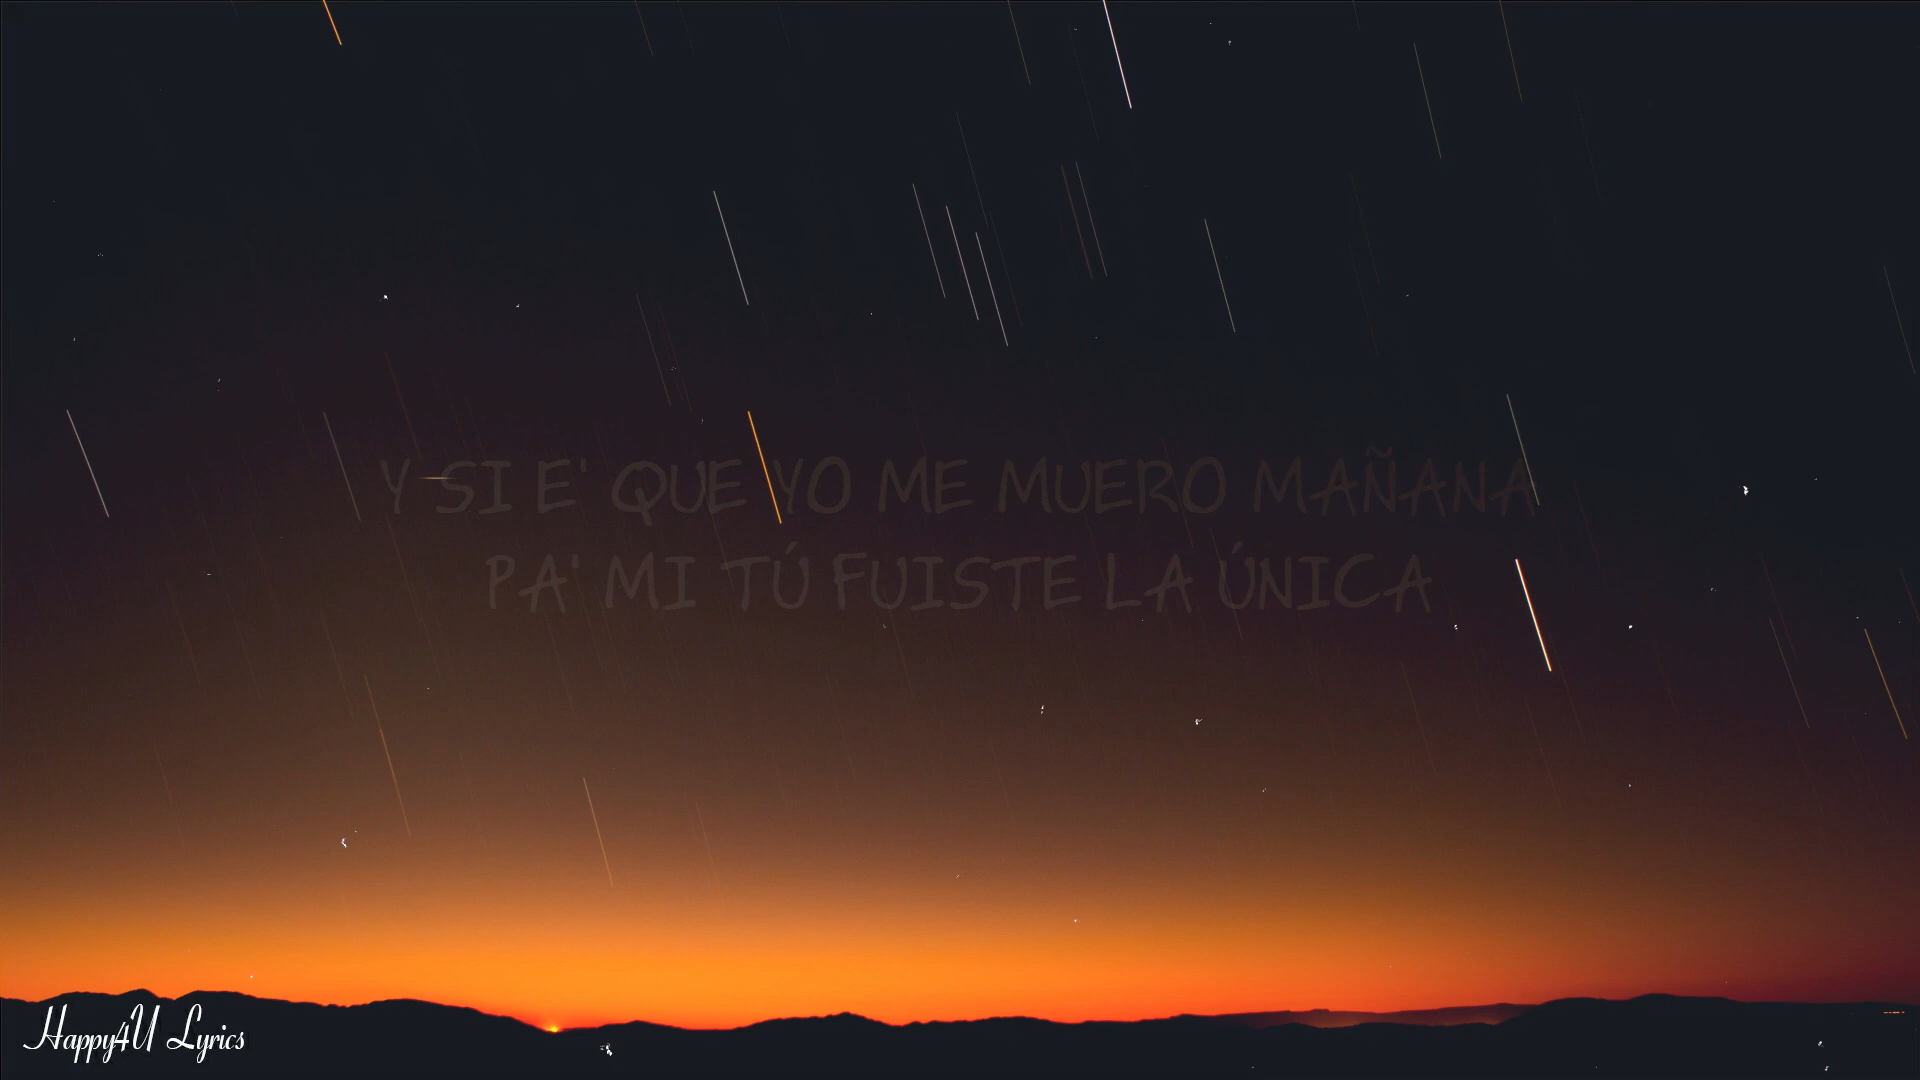 Y SI E' QUE YO ME MUERO MAÑANA
PA' MI TÚ FUISTE LA ÚNICA
Happy4U Lyrics